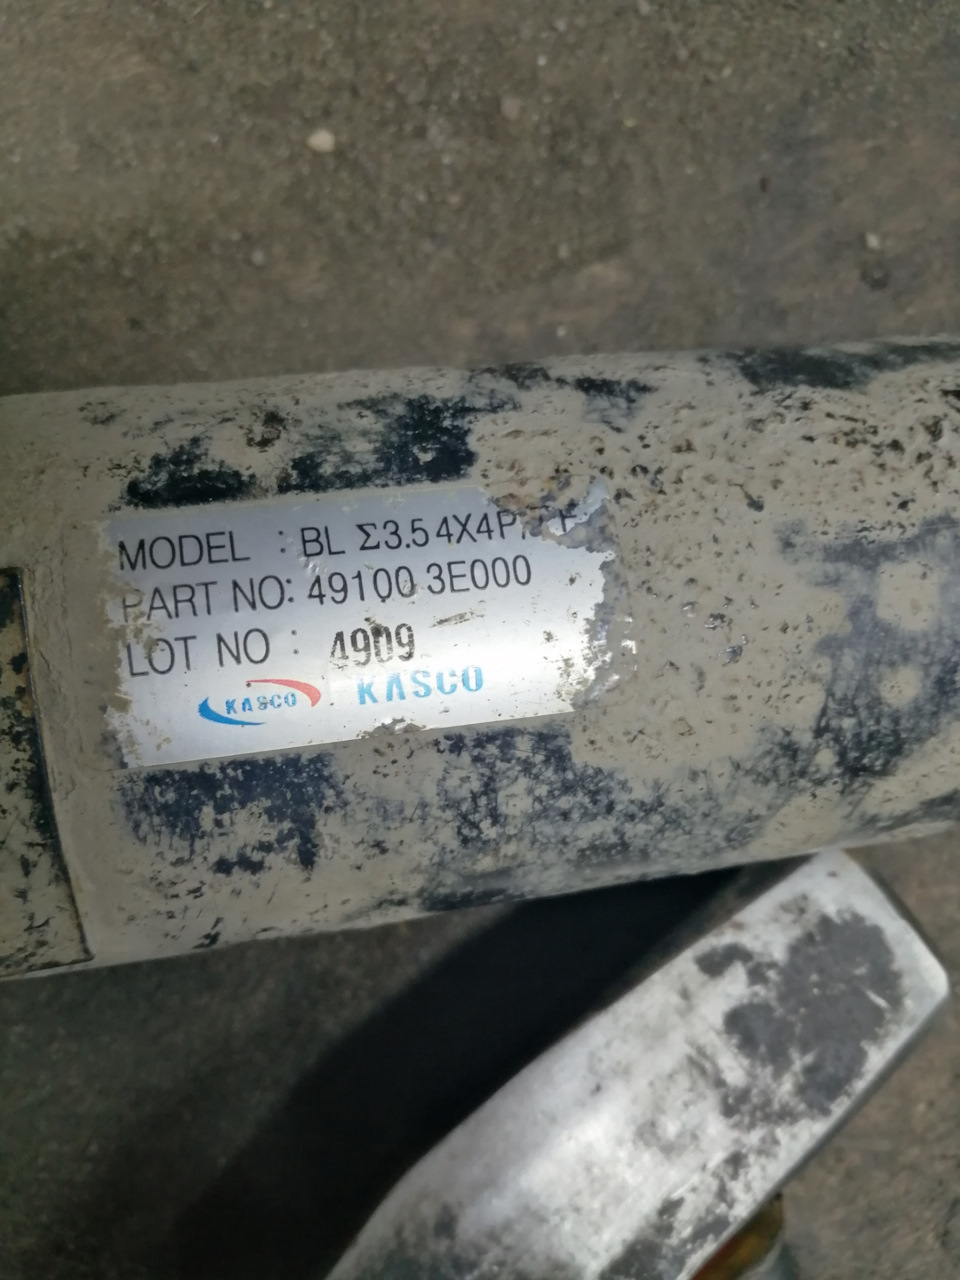 MODEL : BL Σ3.5 4X4
PART NO: 49100 3E000
LOT NO : 4909
KASCO KASCO